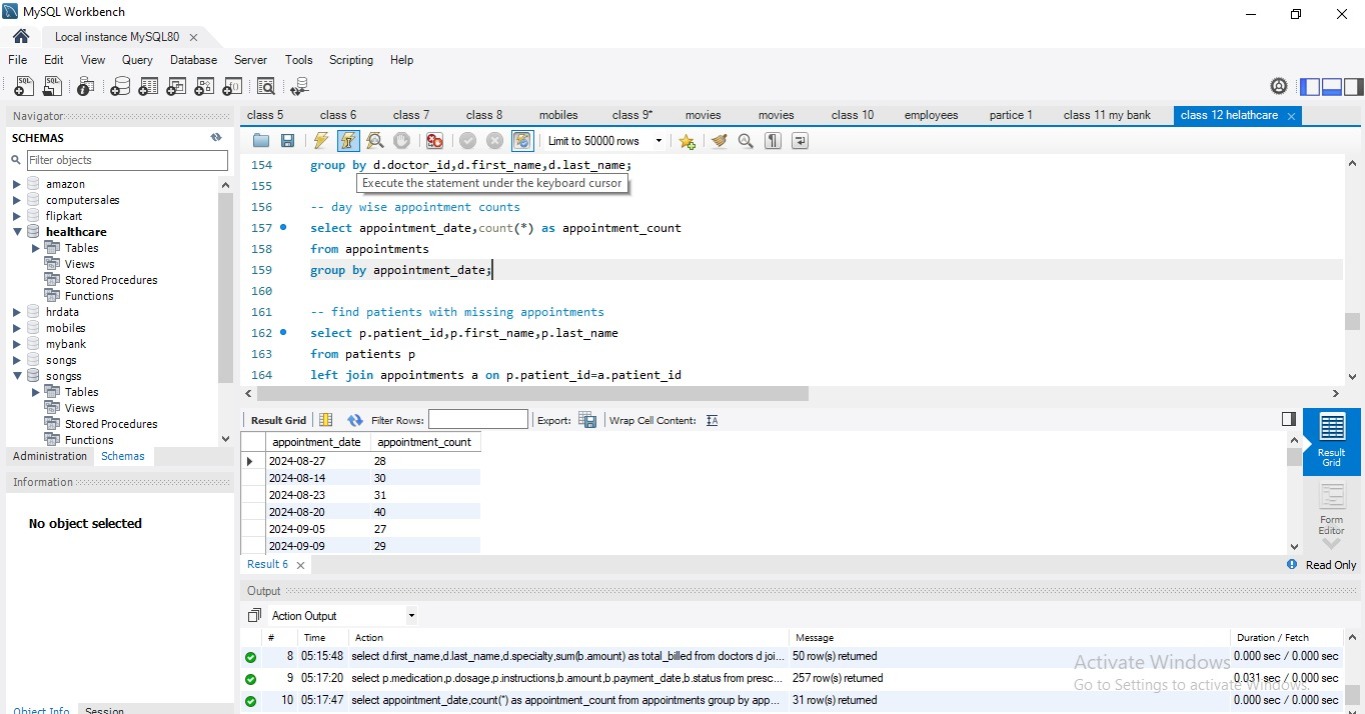 MySQL Workbench
Local instance MySQL80
File Edit View Query Database Server Tools Scripting Help
Navigator
SCHEMAS
Filter objects
amazon
computersales
flipkart
healthcare
Tables
Views
Stored Procedures
Functions
hrdata
mobiles
mybank
songs
songss
Tables
Views
Stored Procedures
Functions
Administration Schemas
Information
No object selected
Object Info Session
class 5 class 6 class 7 class 8 mobiles class 9* movies movies class 10 employees partice 1 class 11 my bank class 12 helathcare
Limit to 50000 rows
154 group by d.doctor_id,d.first_name,d.last_name;
Execute the statement under the keyboard cursor
155
156 -- day wise appointment counts
157 select appointment_date,count(*) as appointment_count
158 from appointments
159 group by appointment_date;
160
161 -- find patients with missing appointments
162 select p.patient_id,p.first_name,p.last_name
163 from patients p
164 left join appointments a on p.patient_id=a.patient_id
Result Grid Filter Rows: Export: Wrap Cell Content:
appointment_date appointment_count
2024-08-27 28
2024-08-14 30
2024-08-23 31
2024-08-20 40
2024-09-05 27
2024-09-09 29
Result Grid
Form Editor
Result 6
Read Only
Output
Action Output
# Time Action Message Duration / Fetch
8 05:15:48 select d.first_name,d.last_name,d.specialty,sum(b.amount) as total_billed from doctors d joi... 50 row(s) returned 0.000 sec / 0.000 sec
9 05:17:20 select p.medication,p.dosage,p.instructions,b.amount,b.payment_date,b.status from presc... 257 row(s) returned 0.031 sec / 0.000 sec
10 05:17:47 select appointment_date,count(*) as appointment_count from appointments group by app... 31 row(s) returned 0.000 sec / 0.000 sec
Activate Windows
Go to Settings to activate Windows.